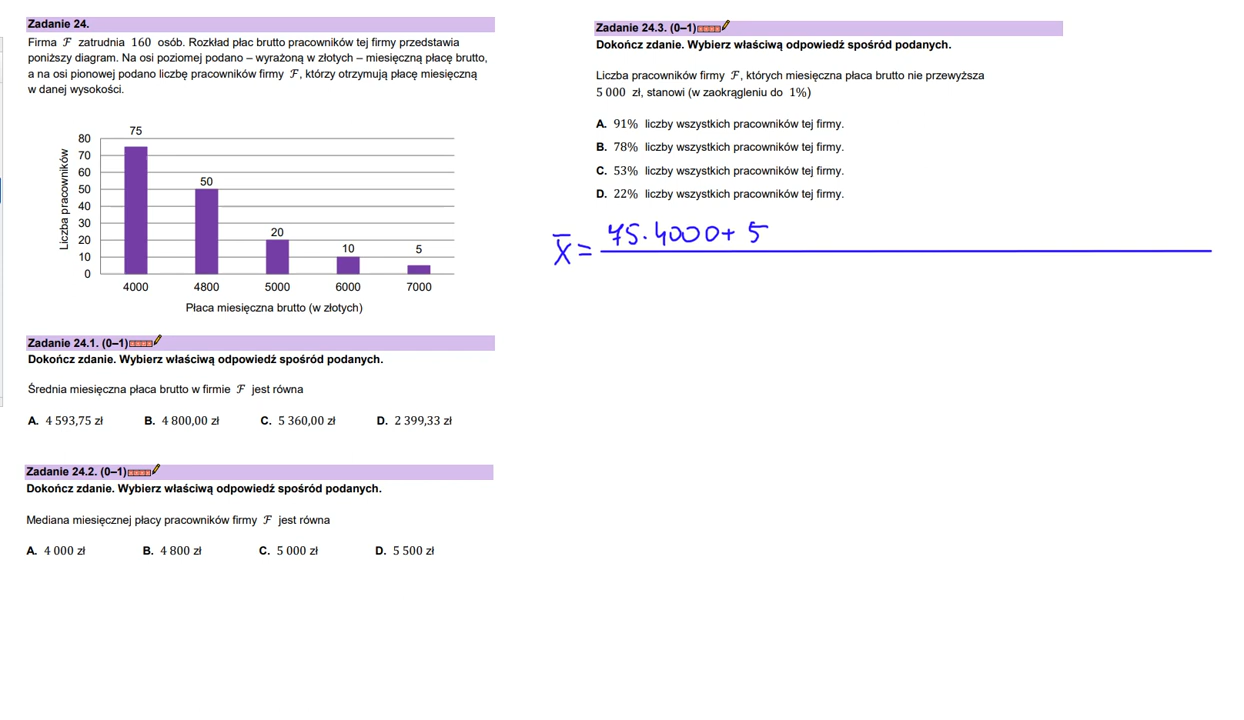 Zadanie 24.
Firma ℱ zatrudnia 160 osób. Rozkład płac brutto pracowników tej firmy przedstawia
poniższy diagram. Na osi poziomej podano – wyrażoną w złotych – miesięczną płacę brutto,
a na osi pionowej podano liczbę pracowników firmy ℱ, którzy otrzymują płacę miesięczną
w danej wysokości.
Liczba pracowników
80
70
60
50
40
30
20
10
0
75
50
20
10
5
4000 4800 5000 6000 7000
Płaca miesięczna brutto (w złotych)
Zadanie 24.1. (0–1)
Dokończ zdanie. Wybierz właściwą odpowiedź spośród podanych.
Średnia miesięczna płaca brutto w firmie ℱ jest równa
A. 4 593,75 zł B. 4 800,00 zł C. 5 360,00 zł D. 2 399,33 zł
Zadanie 24.2. (0–1)
Dokończ zdanie. Wybierz właściwą odpowiedź spośród podanych.
Mediana miesięcznej płacy pracowników firmy ℱ jest równa
A. 4 000 zł B. 4 800 zł C. 5 000 zł D. 5 500 zł
Zadanie 24.3. (0–1)
Dokończ zdanie. Wybierz właściwą odpowiedź spośród podanych.
Liczba pracowników firmy ℱ, których miesięczna płaca brutto nie przewyższa
5 000 zł, stanowi (w zaokrągleniu do 1%)
A. 91% liczby wszystkich pracowników tej firmy.
B. 78% liczby wszystkich pracowników tej firmy.
C. 53% liczby wszystkich pracowników tej firmy.
D. 22% liczby wszystkich pracowników tej firmy.
x̄ = 75·4000+ 5